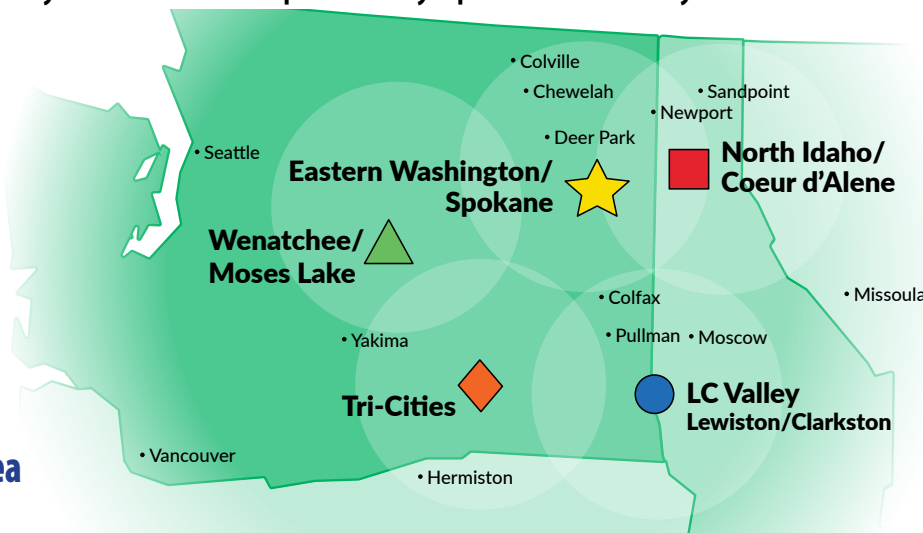 • Colville
• Chewelah
• Sandpoint
• Newport
• Deer Park
• Seattle
North Idaho/
Coeur d’Alene
Eastern Washington/
Spokane
Wenatchee/
Moses Lake
• Colfax
• Missoula
• Pullman
• Moscow
• Yakima
Tri-Cities
LC Valley
Lewiston/Clarkston
• Vancouver
ea
• Hermiston